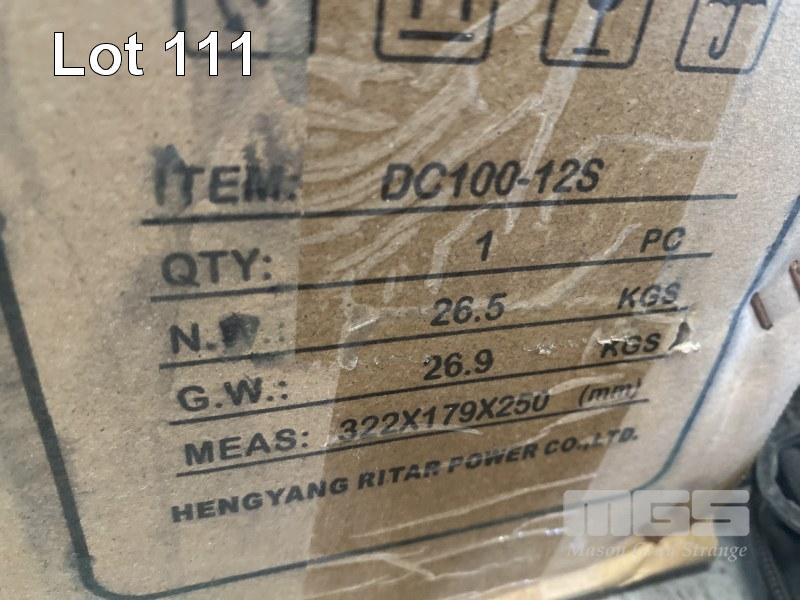 Lot 111
ITEM: DC100-12S
QTY: 1 PC
N.W.: 26.5 KGS
G.W.: 26.9 KGS
MEAS: 322X179X250 (mm)
HENGYANG RITAR POWER CO.,LTD.
MGS
Mason Gray Strange